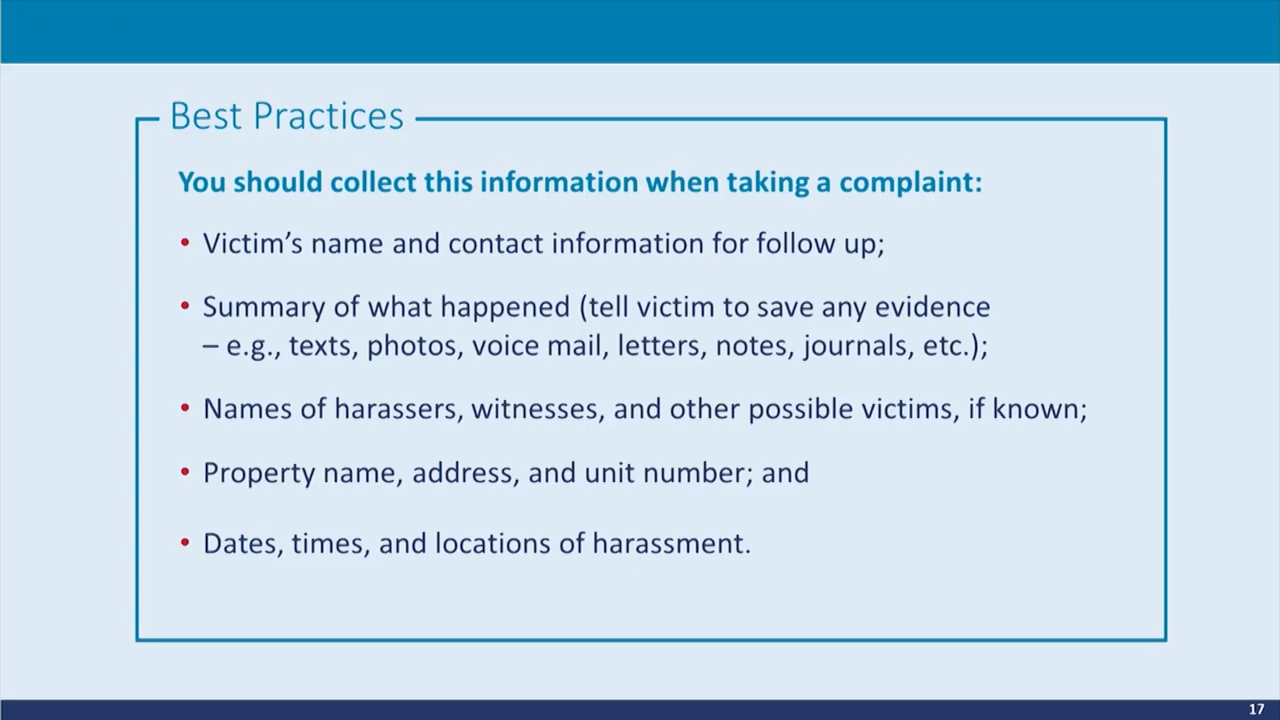 Best Practices
You should collect this information when taking a complaint:
• Victim’s name and contact information for follow up;
• Summary of what happened (tell victim to save any evidence
– e.g., texts, photos, voice mail, letters, notes, journals, etc.);
• Names of harassers, witnesses, and other possible victims, if known;
• Property name, address, and unit number; and
• Dates, times, and locations of harassment.
17